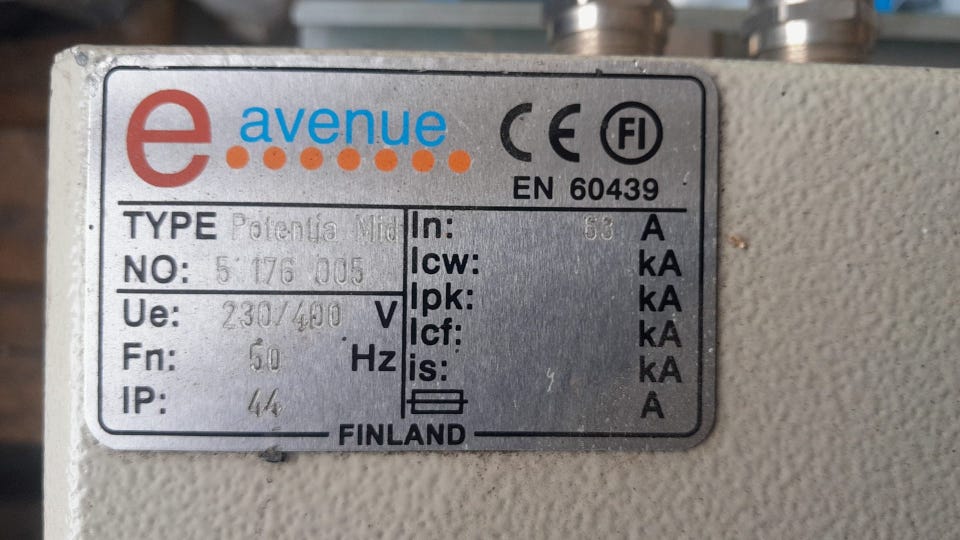 e avenue
CE FI
EN 60439
TYPE Potentia Mid
NO: 5 176 005
Ue: 230/400 V
Fn: 50 Hz
IP: 44
In: 63 A
Icw: kA
Ipk: kA
Icf: kA
is: kA
A
FINLAND